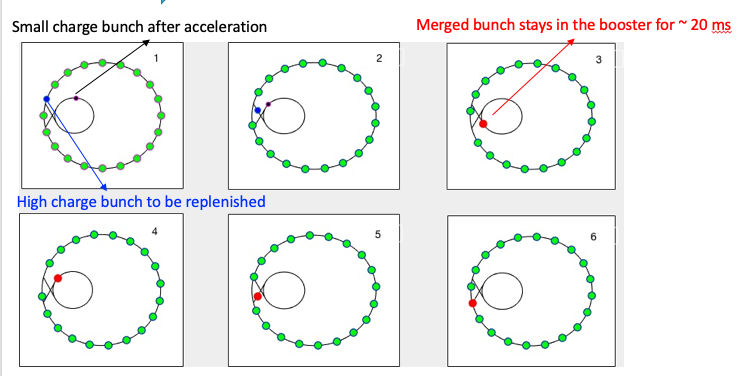 Small charge bunch after acceleration
Merged bunch stays in the booster for ~ 20 ms
1
2
3
High charge bunch to be replenished
4
5
6